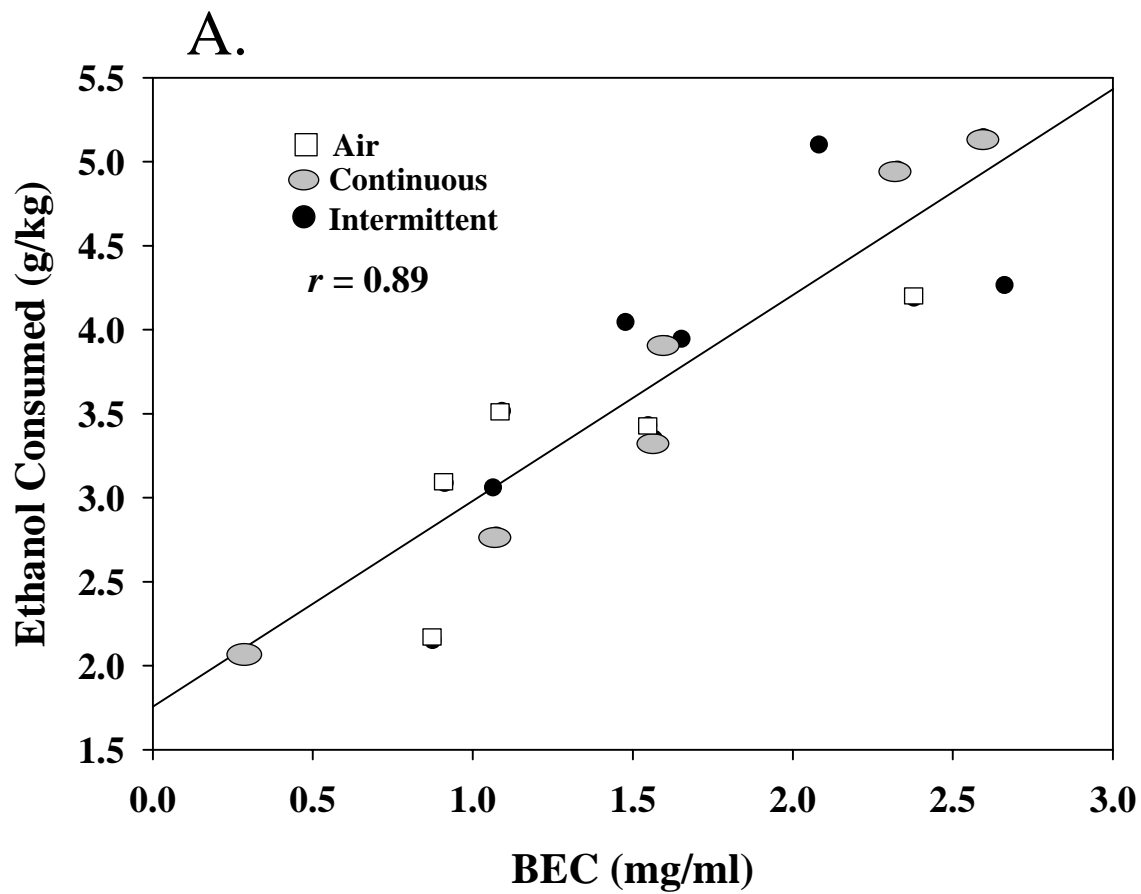 A.
5.5
5.0
4.5
4.0
3.5
3.0
2.5
2.0
1.5
Ethanol Consumed (g/kg)
Air
Continuous
Intermittent
r = 0.89
0.0 0.5 1.0 1.5 2.0 2.5 3.0
BEC (mg/ml)